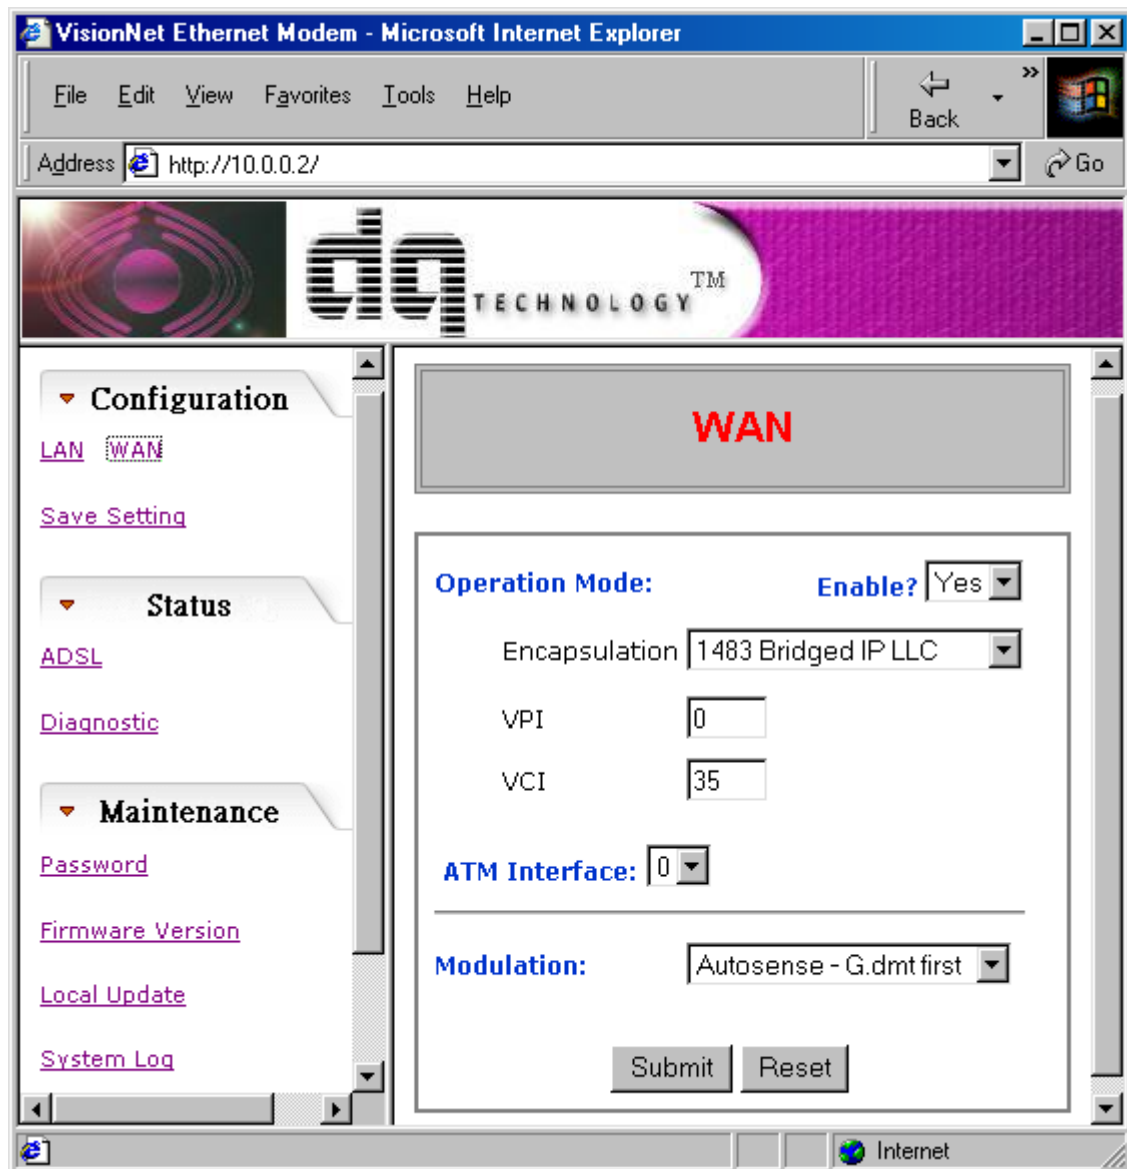 VisionNet Ethernet Modem - Microsoft Internet Explorer
File Edit View Favorites Tools Help
Back
»
Address http://10.0.0.2/ Go
dq TECHNOLOGY TM
Configuration
LAN WAN
Save Setting
Status
ADSL
Diagnostic
Maintenance
Password
Firmware Version
Local Update
System Log
WAN
Operation Mode: Enable? Yes
Encapsulation 1483 Bridged IP LLC
VPI 0
VCI 35
ATM Interface: 0
Modulation: Autosense - G.dmt first
Submit Reset
Internet